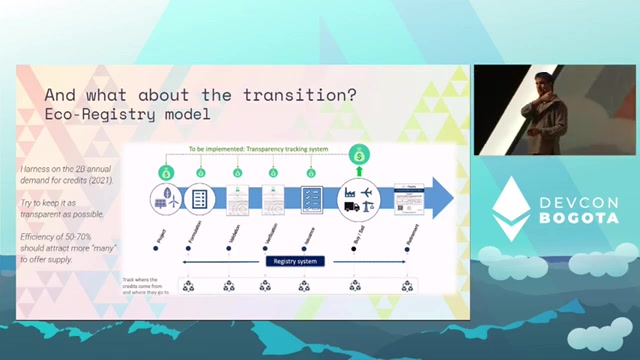 And what about the transition?
Eco-Registry model
To be implemented: Transparency tracking system
Harness on the 2B annual
demand for credits (2021).
Try to keep it as
transparent as possible.
Efficiency of 50-70%
should attract more "many"
to offer supply.
Project
Formulation
Validation
Verification
Issuance
Buy / Sell
Retirement
Registry system
Track where the
credits come from
and where they go to
DEVCON
BOGOTA